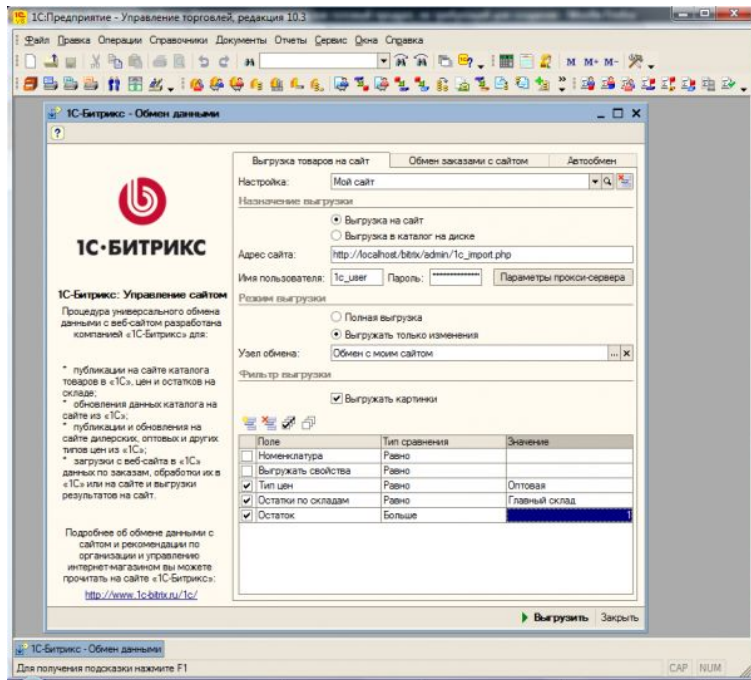 1С:Предприятие - Управление торговлей, редакция 10.3
Файл Правка Операции Справочники Документы Отчеты Сервис Окна Справка
M M+ M-
1С-Битрикс - Обмен данными
?
Выгрузка товаров на сайт Обмен заказами с сайтом Автообмен
Настройка: Мой сайт
Назначение выгрузки
Выгрузка на сайт
Выгрузка в каталог на диске
Адрес сайта: http://localhost/bitrix/admin/1c_import.php
Имя пользователя: 1c_user Пароль: Параметры прокси-сервера
Режим выгрузки
Полная выгрузка
Выгружать только изменения
Узел обмена: Обмен с моим сайтом ... x
Фильтр выгрузки
Выгружать картинки
Поле Тип сравнения Значение
Номенклатура Равно
Выгружать свойства Равно
Тип цен Равно Оптовая
Остатки по складам Равно Главный склад
Остаток Больше 1
1С·БИТРИКС
1С-Битрикс: Управление сайтом
Процедура универсального обмена
данными с веб-сайтом разработана
компанией «1С-Битрикс» для:
* публикации на сайте каталога
товаров в «1С», цен и остатков на
складе;
* обновления данных каталога на
сайте из «1С»;
* публикации и обновления на
сайте дилерских, оптовых и других
типов цен из «1С»;
* загрузки с веб-сайта в «1С»
данных по заказам, обработки их в
«1С» или на сайте и выгрузки
результатов на сайт.
Подробнее об обмене данными с
сайтом и рекомендации по
организации и управлению
интернет-магазином вы можете
прочитать на сайте «1С-Битрикс»:
http://www.1c-bitrix.ru/1c/
Выгрузить Закрыть
1С-Битрикс - Обмен данными
Для получения подсказки нажмите F1 CAP NUM